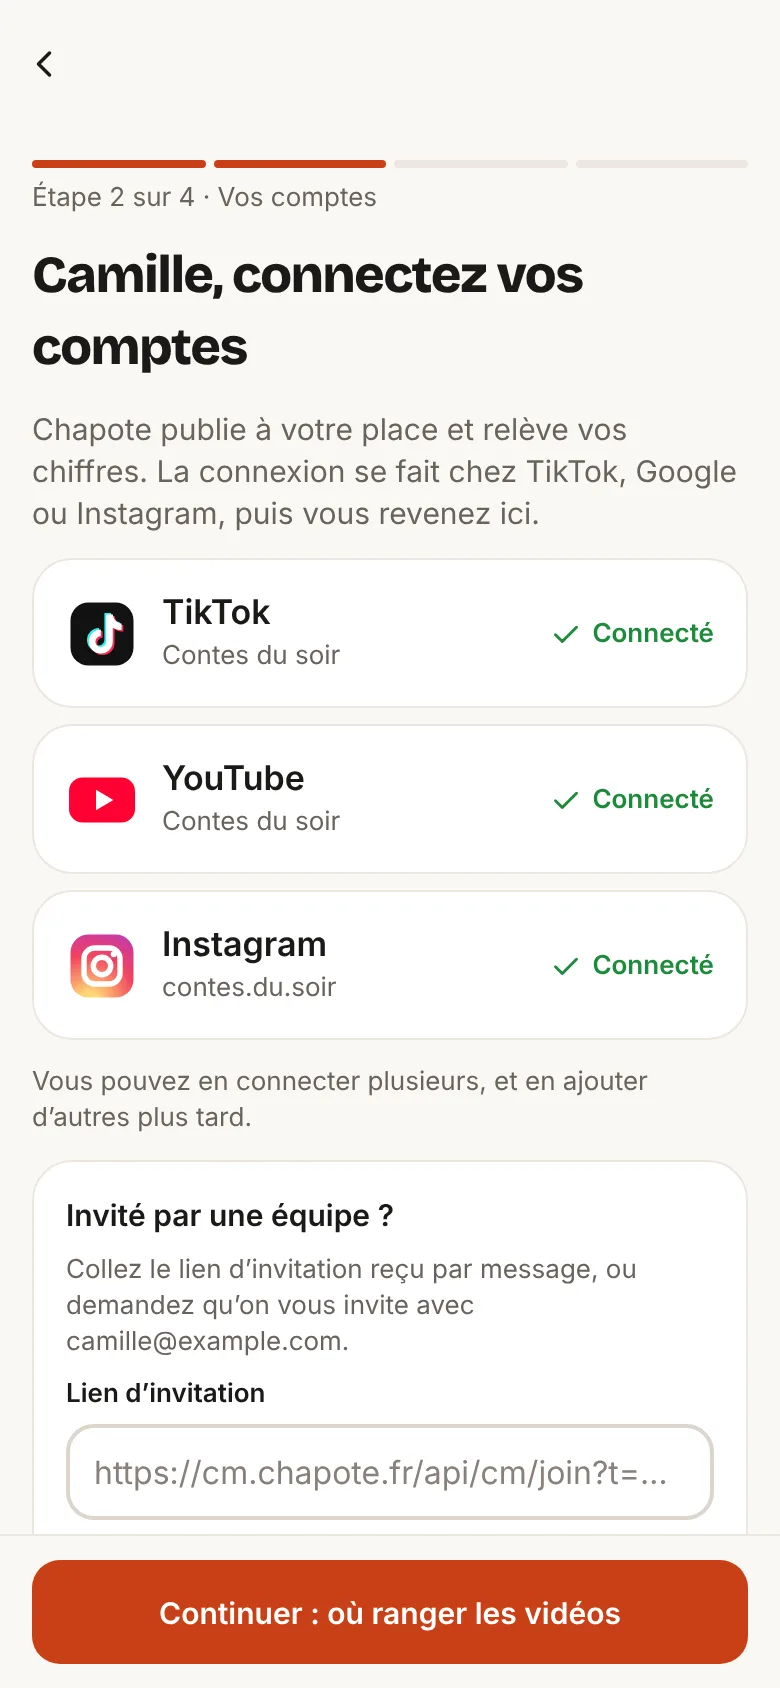 Étape 2 sur 4 · Vos comptes
Camille, connectez vos
comptes
Chapote publie à votre place et relève vos
chiffres. La connexion se fait chez TikTok, Google
ou Instagram, puis vous revenez ici.
TikTok
Contes du soir
Connecté
YouTube
Contes du soir
Connecté
Instagram
contes.du.soir
Connecté
Vous pouvez en connecter plusieurs, et en ajouter
d’autres plus tard.
Invité par une équipe ?
Collez le lien d’invitation reçu par message, ou
demandez qu’on vous invite avec
camille@example.com.
Lien d’invitation
https://cm.chapote.fr/api/cm/join?t=...
Continuer : où ranger les vidéos